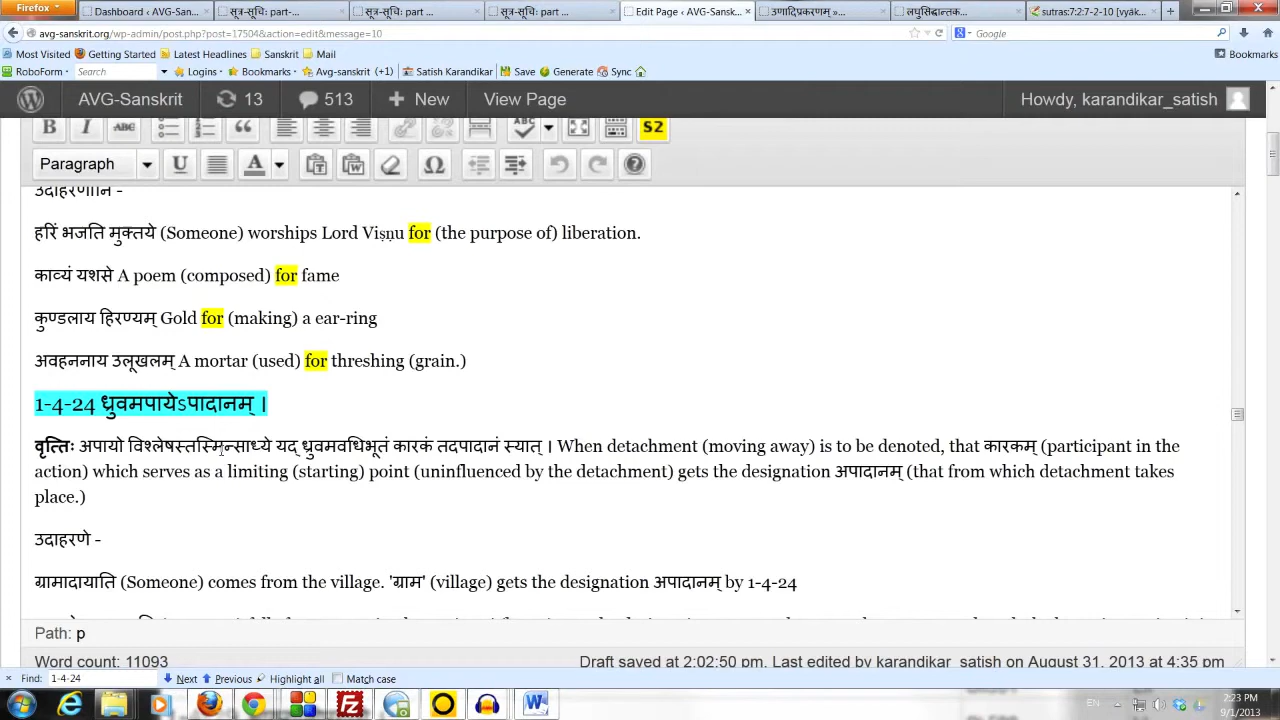 Firefox
Dashboard ‹ AVG-Sanskrit...
सूत्र-सूचिः part-...
सूत्र-सूचिः part ...
सूत्र-सूचिः part ...
Edit Page ‹ AVG-Sanskri...
उणादिप्रकरणम् »...
sutras:7:2:7-2-10 [vyāk...
avg-sanskrit.org/wp-admin/post.php?post=17504&action=edit&message=10
Google
Most Visited Getting Started Latest Headlines Sanskrit Mail Bookmarks
RoboForm Search Logins Bookmarks Avg-sanskrit (+1) Satish Karandikar Save Generate Sync
AVG-Sanskrit 13 513 New View Page Howdy, karandikar_satish
B I ABC ABC S2
Paragraph U A Ω
उदाहरणानि -
हरिं भजति मुक्तये (Someone) worships Lord Viṣṇu for (the purpose of) liberation.
काव्यं यशसे A poem (composed) for fame
कुण्डलाय हिरण्यम् Gold for (making) a ear-ring
अवहननाय उलूखलम् A mortar (used) for threshing (grain.)
1-4-24 ध्रुवमपायेऽपादानम् ।
वृत्तिः अपायो विश्लेषस्तस्मिन्साध्ये यद् ध्रुवमवधिभूतं कारकं तदपादानं स्यात् । When detachment (moving away) is to be denoted, that कारकम् (participant in the
action) which serves as a limiting (starting) point (uninfluenced by the detachment) gets the designation अपादानम् (that from which detachment takes
place.)
उदाहरणे -
ग्रामादायाति (Someone) comes from the village. 'ग्राम' (village) gets the designation अपादानम् by 1-4-24
Path: p
Word count: 11093 Draft saved at 2:02:50 pm. Last edited by karandikar_satish on August 31, 2013 at 4:35 pm
× Find: 1-4-24 Next Previous Highlight all Match case
EN 2:23 PM
9/1/2013